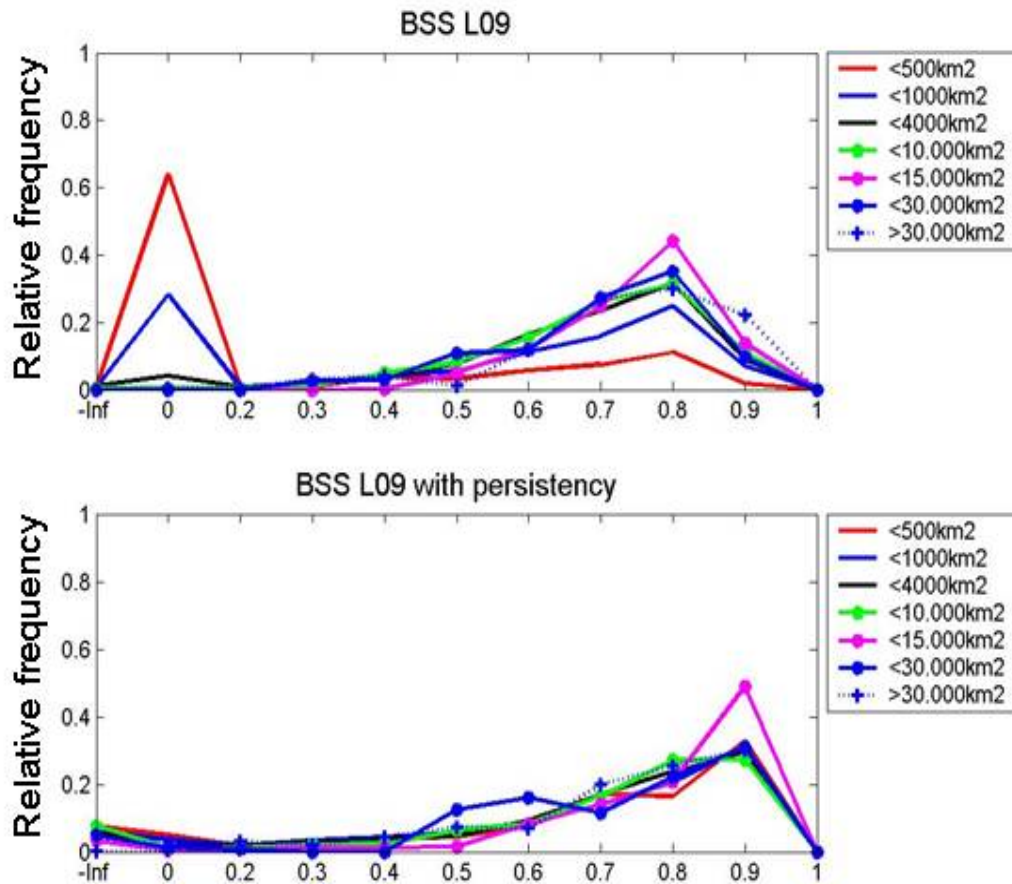 BSS L09
Relative frequency
1
0.8
0.6
0.4
0.2
0
-Inf 0 0.2 0.3 0.4 0.5 0.6 0.7 0.8 0.9 1
<500km2
<1000km2
<4000km2
<10.000km2
<15.000km2
<30.000km2
>30.000km2
BSS L09 with persistency
Relative frequency
1
0.8
0.6
0.4
0.2
0
-Inf 0 0.2 0.3 0.4 0.5 0.6 0.7 0.8 0.9 1
<500km2
<1000km2
<4000km2
<10.000km2
<15.000km2
<30.000km2
>30.000km2